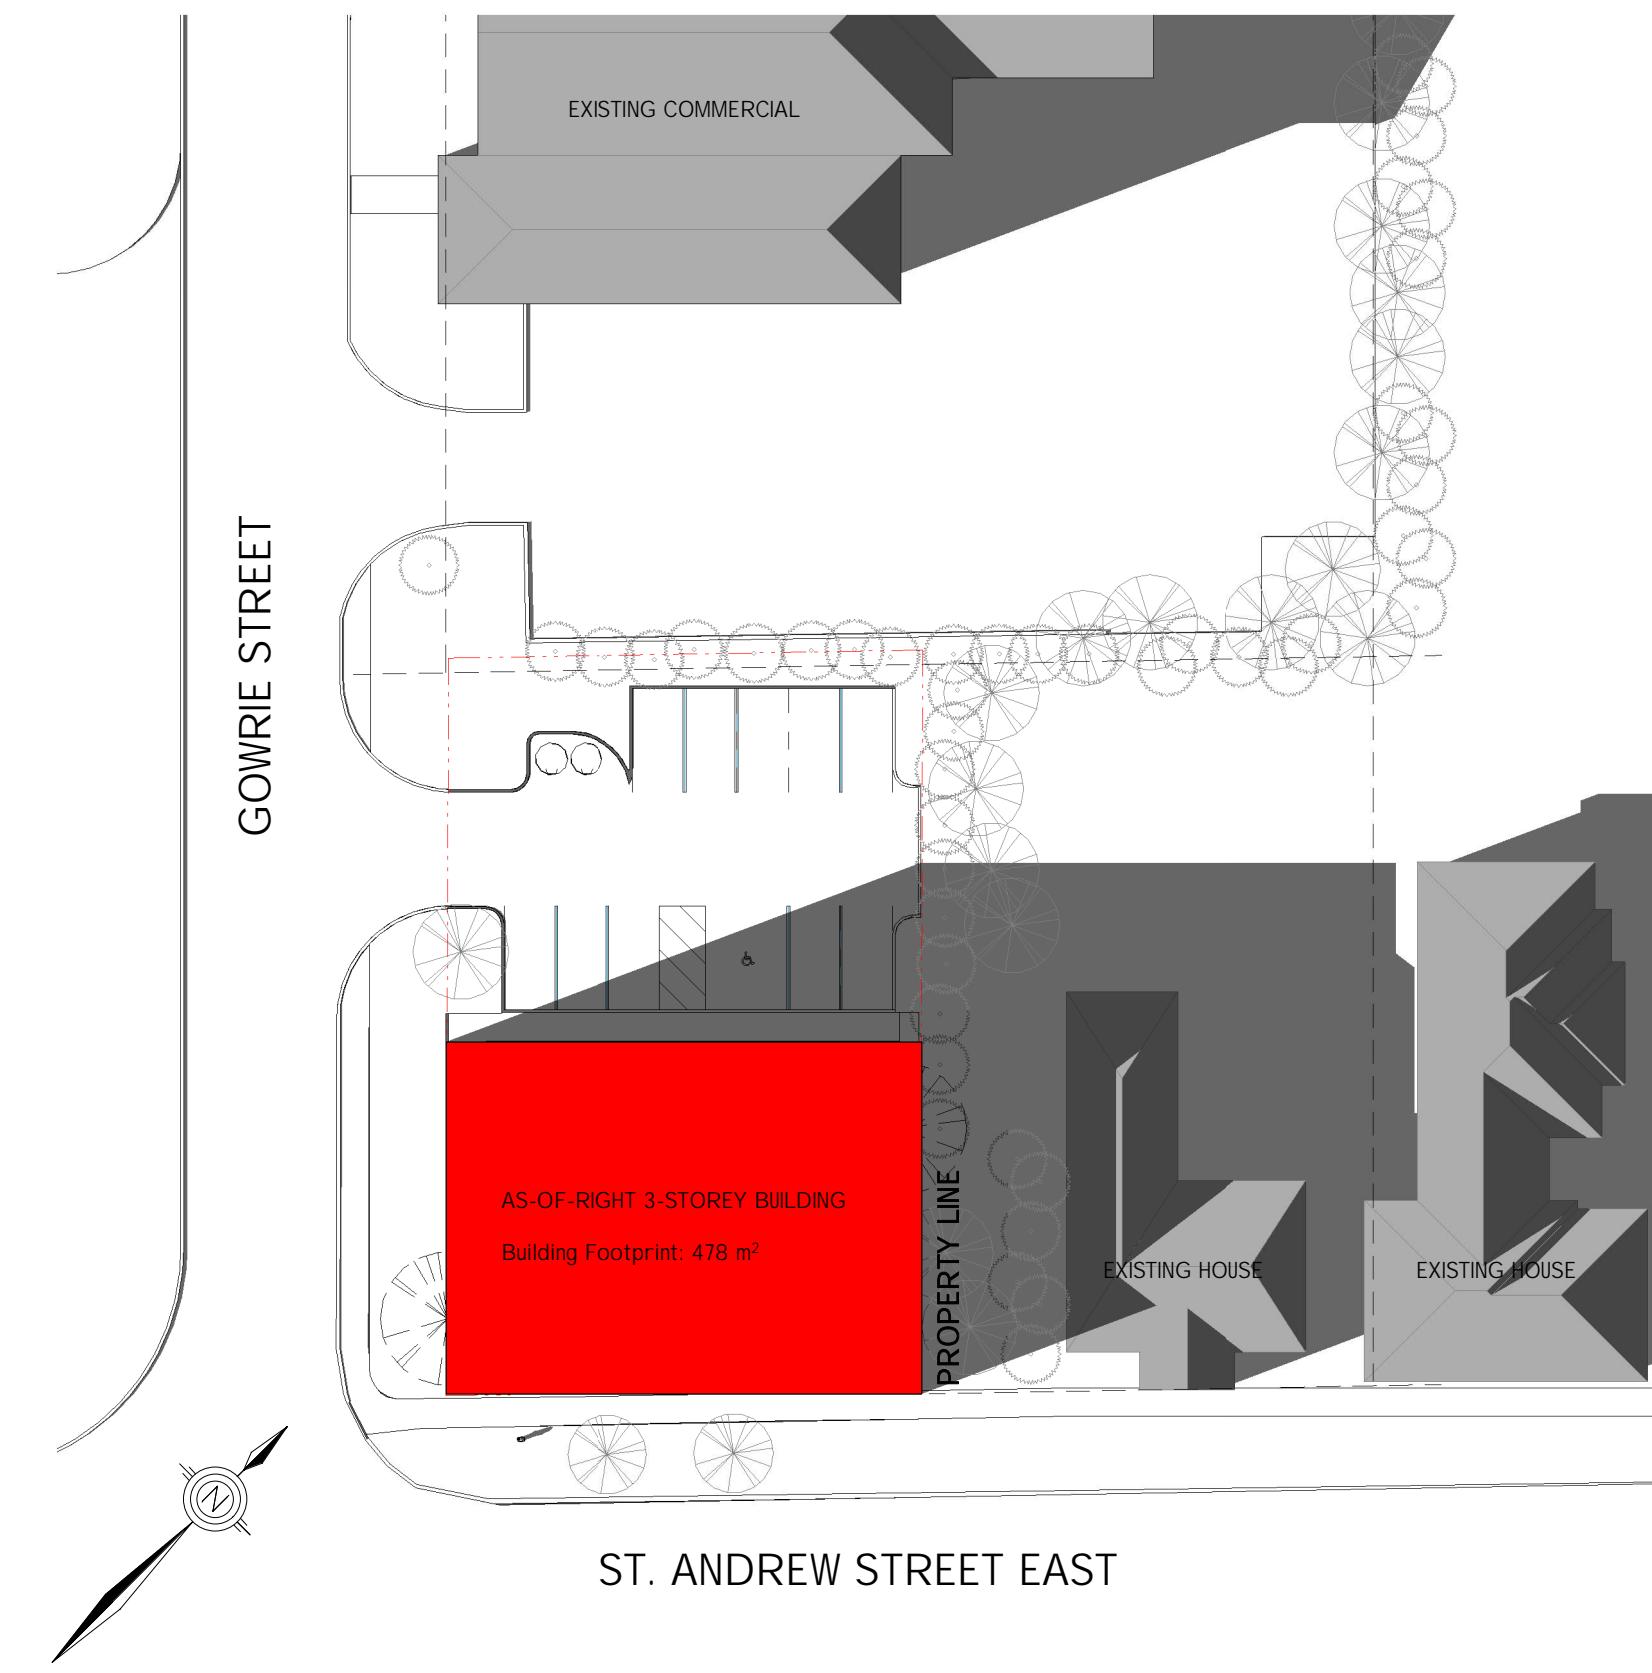 EXISTING COMMERCIAL
GOWRIE STREET
AS-OF-RIGHT 3-STOREY BUILDING
Building Footprint: 478 m²
PROPERTY LINE
EXISTING HOUSE
EXISTING HOUSE
N
ST. ANDREW STREET EAST